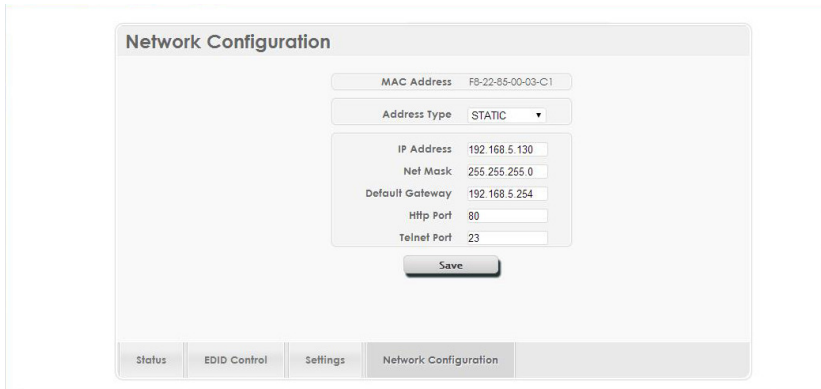 Network Configuration
MAC Address F8-22-85-00-03-C1
Address Type STATIC
IP Address 192.168.5.130
Net Mask 255.255.255.0
Default Gateway 192.168.5.254
Http Port 80
Telnet Port 23
Save
Status EDID Control Settings Network Configuration